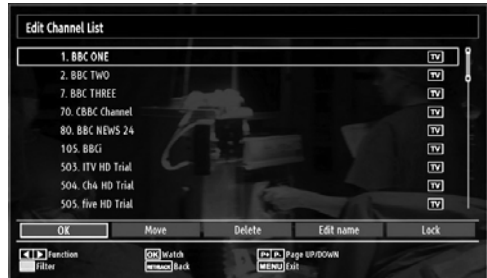 Edit Channel List
1. BBC ONE TV
2. BBC TWO TV
7. BBC THREE TV
70. CBBC Channel TV
80. BBC NEWS 24 TV
105. BBCi TV
503. ITV HD Trial TV
504. Ch4 HD Trial TV
505. five HD Trial TV
OK Move Delete Edit name Lock
Function OK Watch P+ P- Page UP/DOWN
Filter Back MENU Exit